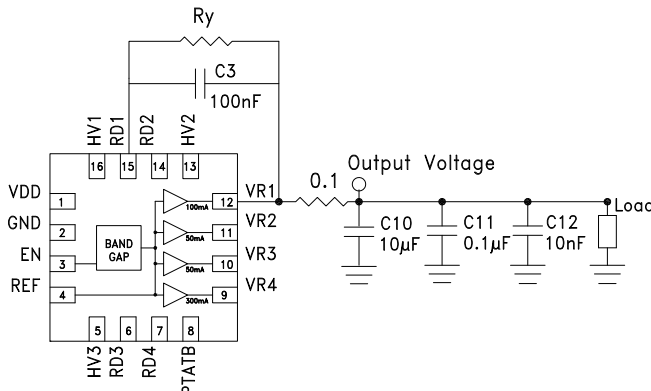 Ry
C3
100nF
HV1
RD1
RD2
HV2
16
15
14
13
Output Voltage
0.1
VDD
1
GND
2
EN
3
REF
4
BAND
GAP
100mA
50mA
50mA
300mA
12
VR1
11
VR2
10
VR3
9
VR4
C10
10µF
C11
0.1µF
C12
10nF
Load
5
6
7
8
HV3
RD3
RD4
PTATB